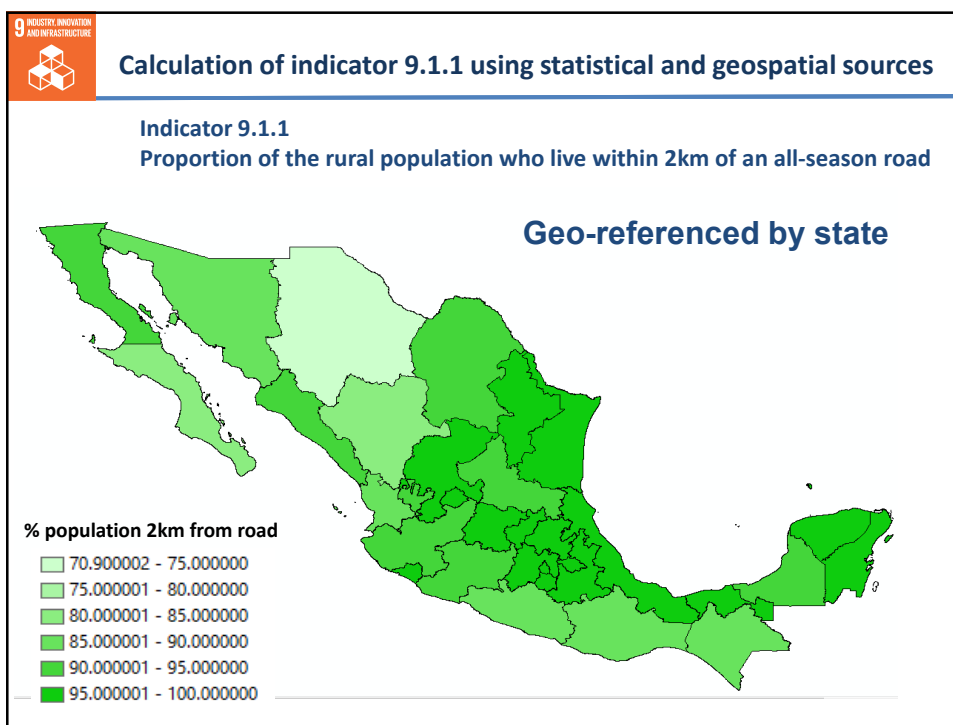 9 INDUSTRY, INNOVATION
AND INFRASTRUCTURE
Calculation of indicator 9.1.1 using statistical and geospatial sources
Indicator 9.1.1
Proportion of the rural population who live within 2km of an all-season road
Geo-referenced by state
% population 2km from road
70.900002 - 75.000000
75.000001 - 80.000000
80.000001 - 85.000000
85.000001 - 90.000000
90.000001 - 95.000000
95.000001 - 100.000000